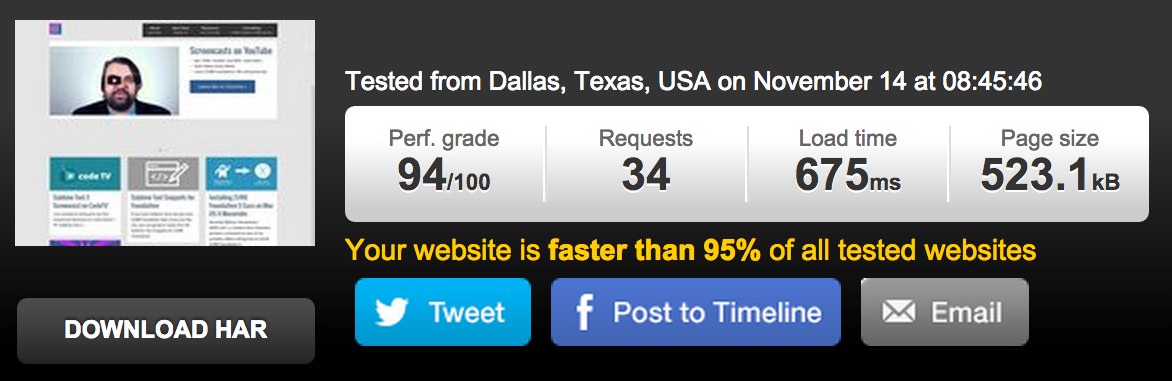 Screencasts on YouTube
code TV
Tested from Dallas, Texas, USA on November 14 at 08:45:46
Perf. grade
94/100
Requests
34
Load time
675ms
Page size
523.1kB
Your website is faster than 95% of all tested websites
Tweet
Post to Timeline
Email
DOWNLOAD HAR